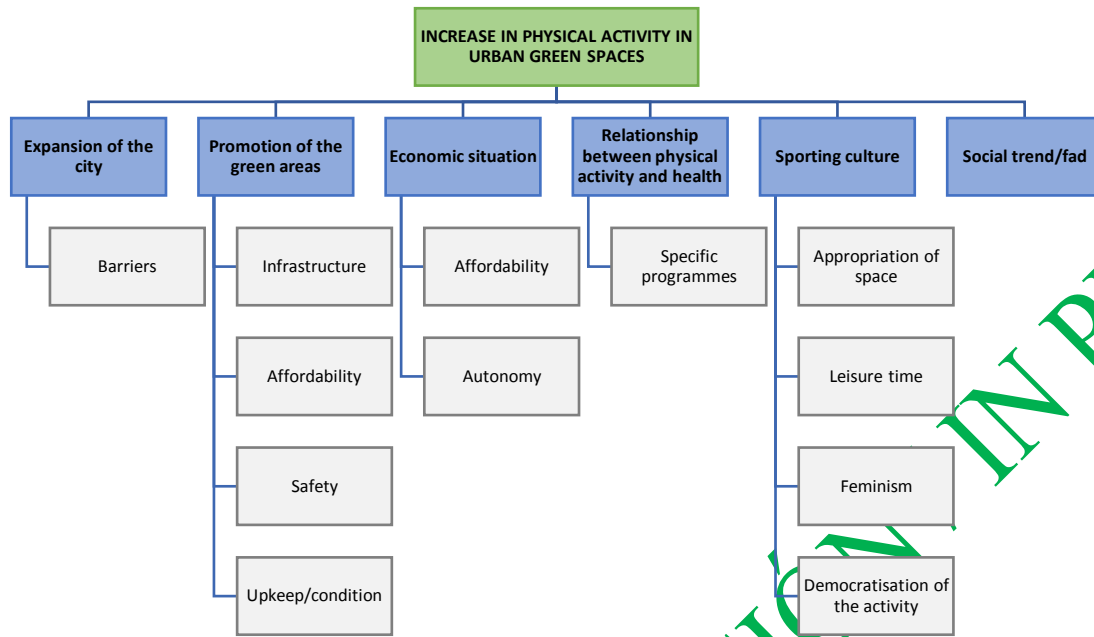 INCREASE IN PHYSICAL ACTIVITY IN
URBAN GREEN SPACES
Expansion of the
city
Promotion of the
green areas
Economic situation
Relationship
between physical
activity and health
Sporting culture
Social trend/fad
Barriers
Infrastructure
Affordability
Specific
programmes
Appropriation of
space
Affordability
Autonomy
Leisure time
Safety
Feminism
Upkeep/condition
Democratisation of
the activity
IN